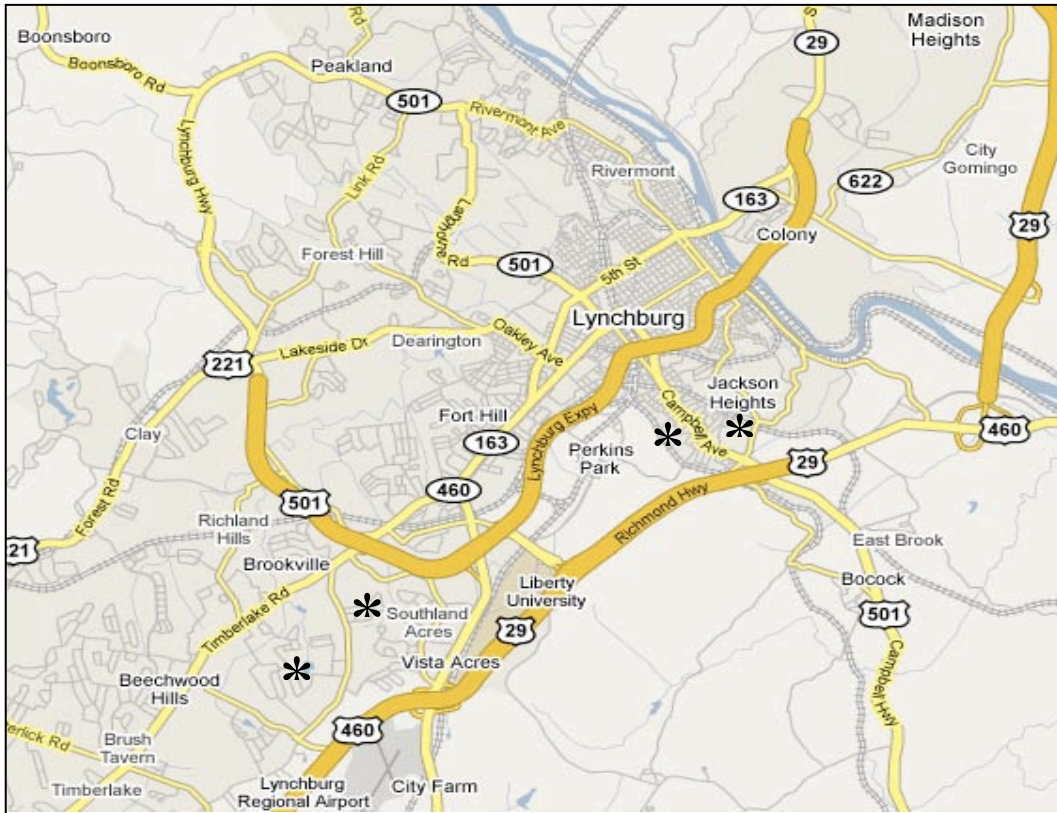 Boonsboro
Boonsboro Rd
Peakland
501
Rivermont Ave
29
Madison
Heights
Lynchburg Hwy
Link Rd
Langhorne
Rd
Rivermont
163
622
City
Gomingo
29
Colony
Forest Hill
501
5th St
Lynchburg
221
Lakeside Dr
Dearington
Oakley Ave
Jackson
Heights
*
*
Campbell Ave
Clay
Fort Hill
163
Lynchburg Expy
Perkins
Park
29
460
Forest Rd
460
Richmond Hwy
501
Richland
Hills
21
Brookville
East Brook
Bocock
Liberty
University
501
Timberlake Rd
*
Southland
Acres
29
Campbell Hwy
*
Vista Acres
Beechwood
Hills
460
erlick Rd
Brush
Tavern
Timberlake
Lynchburg
Regional Airport
City Farm